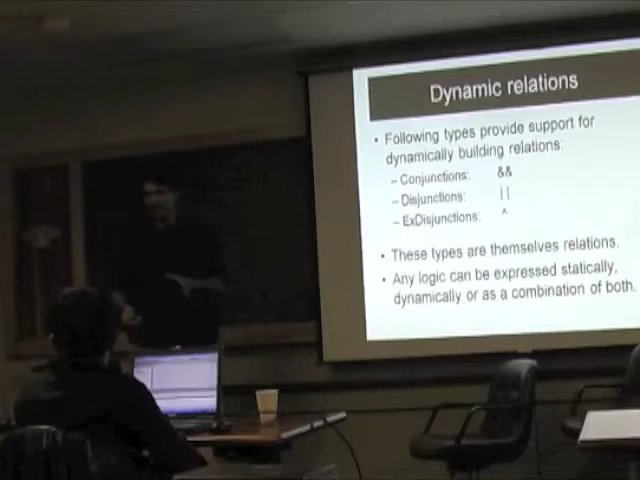 Dynamic relations
• Following types provide support for
dynamically building relations:
– Conjunctions: &&
– Disjunctions: ||
– ExDisjunctions: ^
• These types are themselves relations.
• Any logic can be expressed statically,
dynamically or as a combination of both.